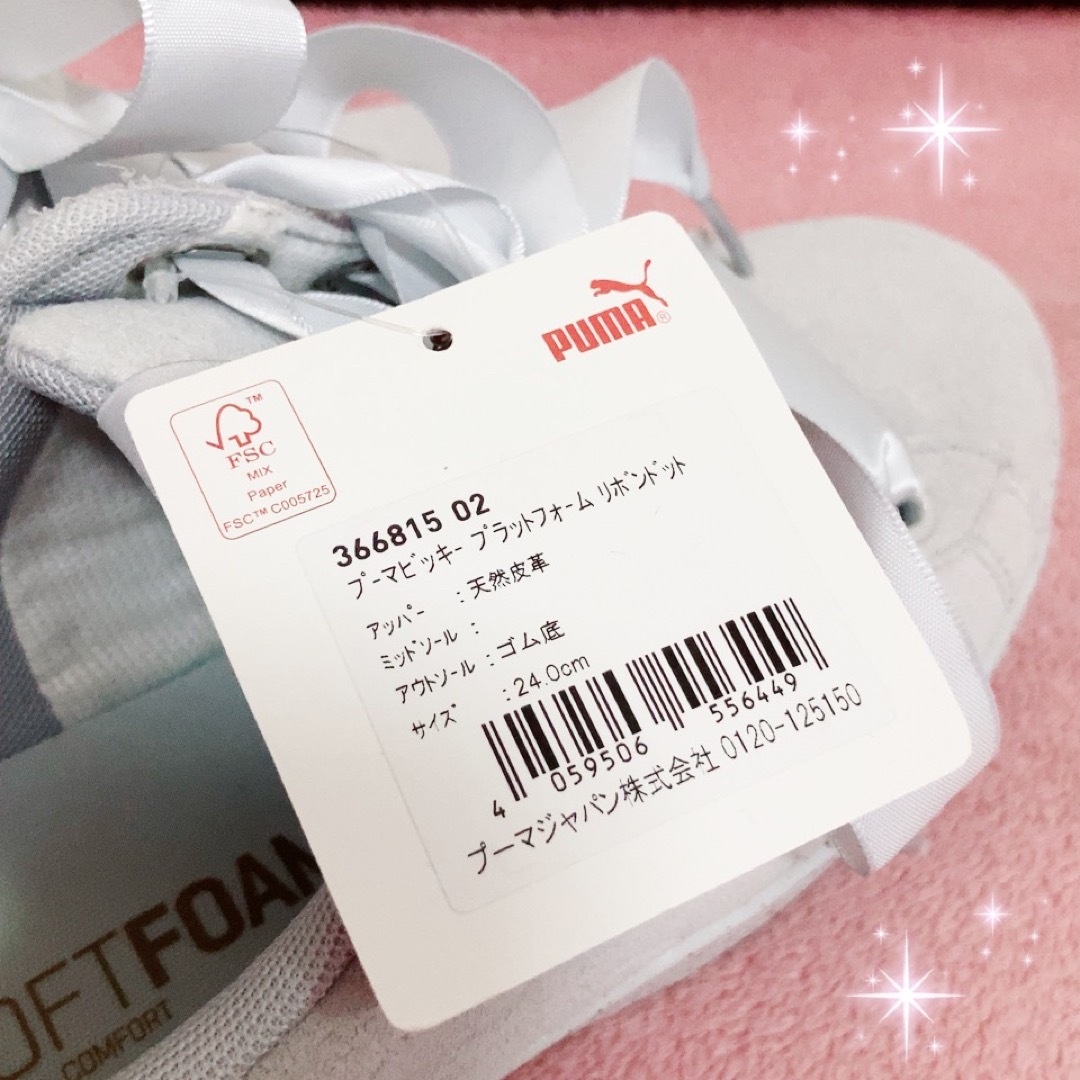 PUMA®
FSC™
MIX
Paper
FSC™ C005725
366815 02
プーマビッキー プラットフォーム リボンドット
アッパー : 天然皮革
ミッドソール :
アウトソール : ゴム底
サイズ : 24.0cm
4 059506 556449
プーマジャパン株式会社 0120-125150
OFTFOAM
COMFORT